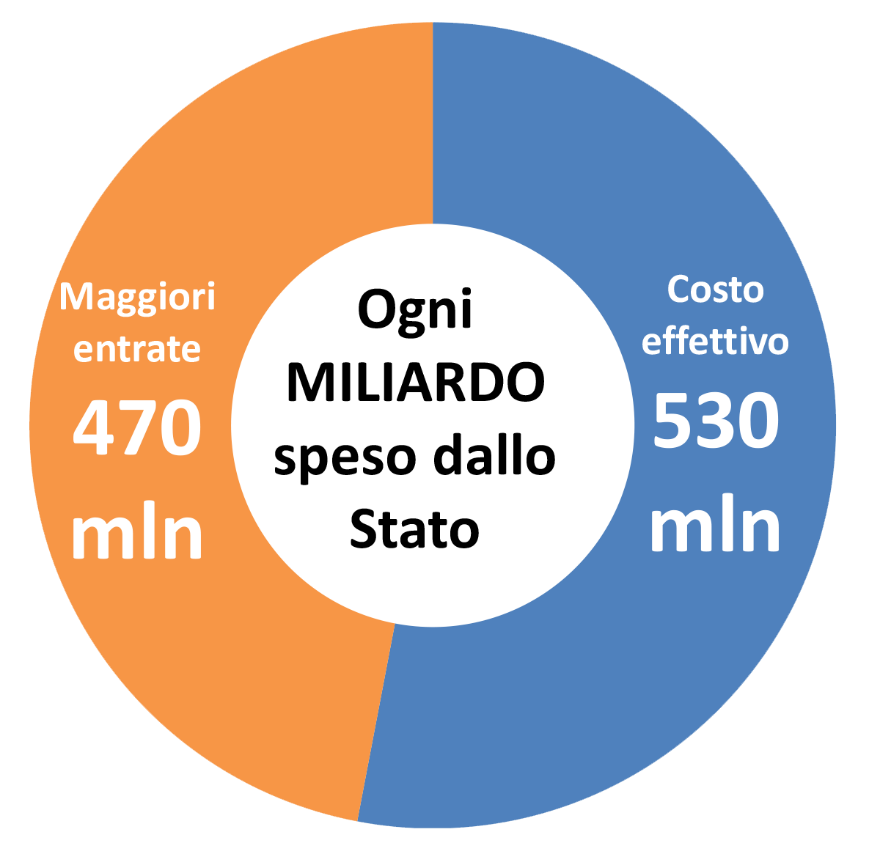 Maggiori
entrate
470
mln
Ogni
MILIARDO
speso dallo
Stato
Costo
effettivo
530
mln